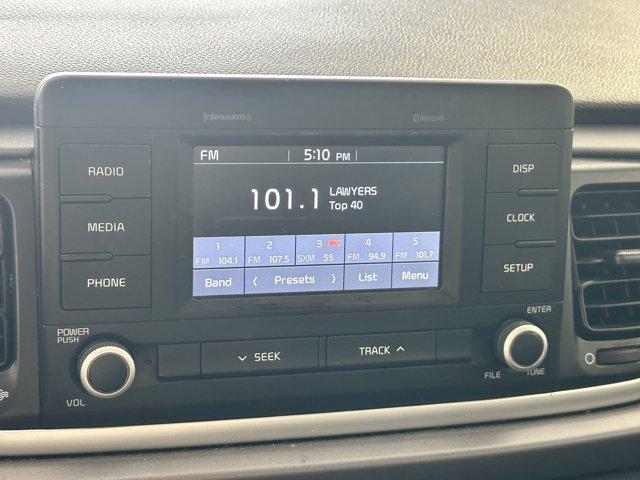 SiriusXM
Bluetooth
RADIO
MEDIA
PHONE
POWER
PUSH
VOL
FM 5:10 PM
101.1 LAWYERS
Top 40
1 2 3 4 5
FM 104.1 FM 107.5 SXM 55 FM 94.9 FM 101.7
Band < Presets > List Menu
DISP
CLOCK
SETUP
SEEK
TRACK
ENTER
FILE TUNE